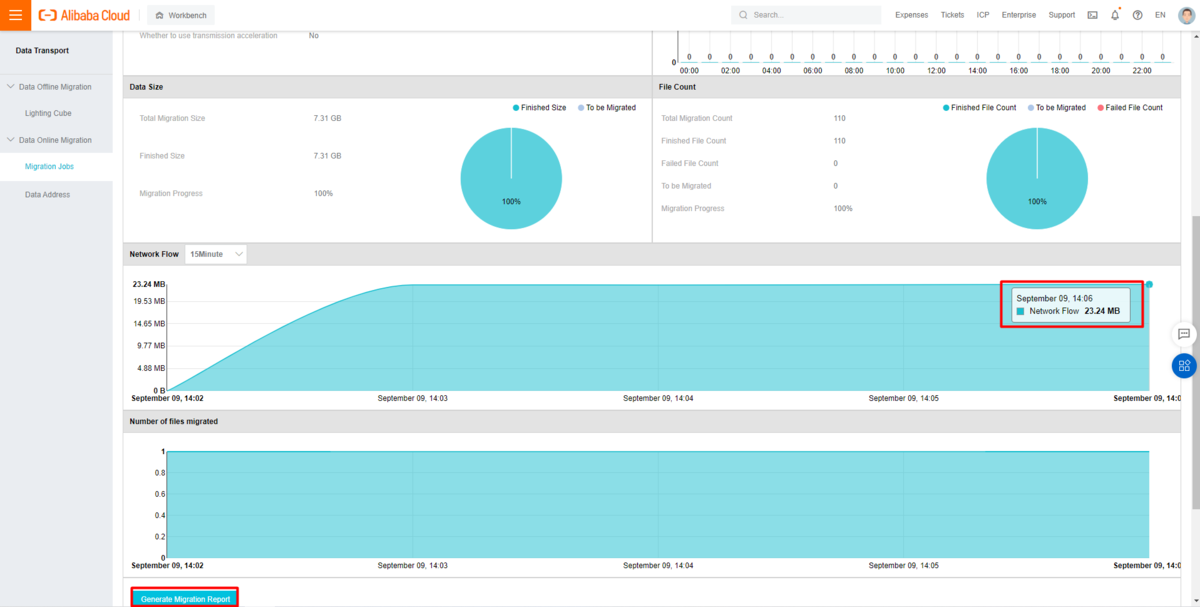 Alibaba Cloud
Workbench
Search...
Expenses Tickets ICP Enterprise Support EN
Data Transport
Data Offline Migration
Lighting Cube
Data Online Migration
Migration Jobs
Data Address
Whether to use transmission acceleration No
0 0 0 0 0 0 0 0 0 0 0 0 0 0 0 0 0 0 0 0 0 0 0 0
0
00:00 02:00 04:00 06:00 08:00 10:00 12:00 14:00 16:00 18:00 20:00 22:00
Data Size
Finished Size To be Migrated
Total Migration Size 7.31 GB
Finished Size 7.31 GB
Migration Progress 100%
100%
File Count
Finished File Count To be Migrated Failed File Count
Total Migration Count 110
Finished File Count 110
Failed File Count 0
To be Migrated 0
Migration Progress 100%
100%
Network Flow 15Minute
23.24 MB
19.53 MB
14.65 MB
9.77 MB
4.88 MB
0 B
September 09, 14:06
Network Flow 23.24 MB
September 09, 14:02 September 09, 14:03 September 09, 14:04 September 09, 14:05 September 09, 14:0
Number of files migrated
1
0.8
0.6
0.4
0.2
0
September 09, 14:02 September 09, 14:03 September 09, 14:04 September 09, 14:05 September 09, 14:0
Generate Migration Report